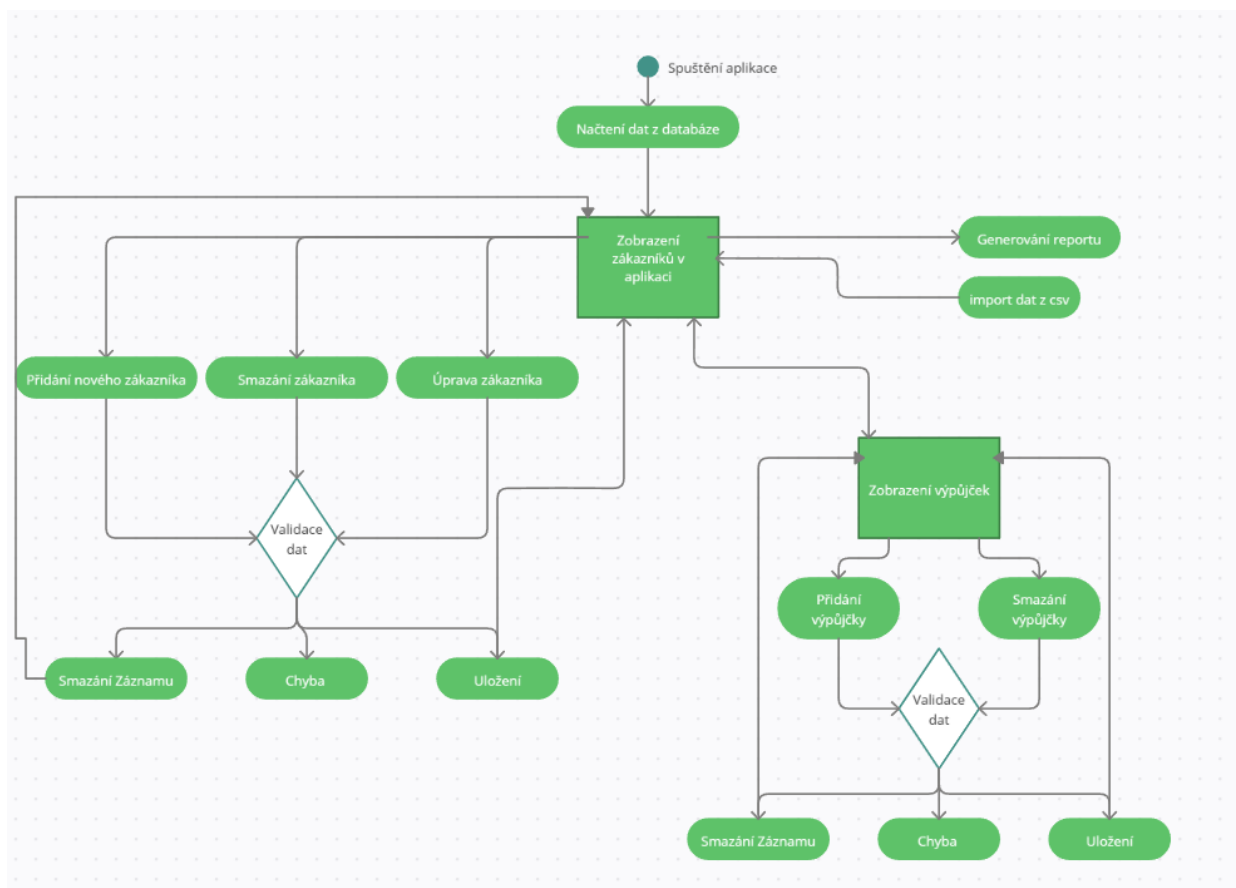 Spuštění aplikace
Načtení dat z databáze
Zobrazení
zákazníků v
aplikaci
Generování reportu
import dat z csv
Přidání nového zákazníka
Smazání zákazníka
Úprava zákazníka
Validace
dat
Smazání Záznamu
Chyba
Uložení
Zobrazení výpůjček
Přidání
výpůjčky
Smazání
výpůjčky
Validace
dat
Smazání Záznamu
Chyba
Uložení